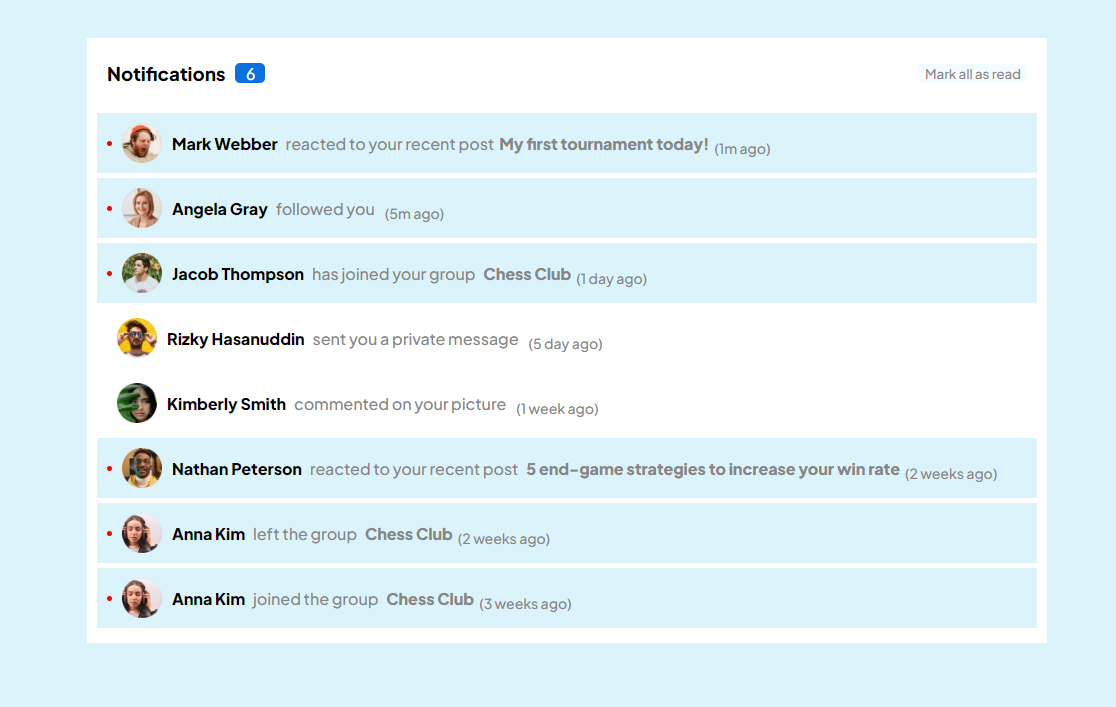 Notifications 6 Mark all as read
Mark Webber reacted to your recent post My first tournament today! (1m ago)
Angela Gray followed you (5m ago)
Jacob Thompson has joined your group Chess Club (1 day ago)
Rizky Hasanuddin sent you a private message (5 day ago)
Kimberly Smith commented on your picture (1 week ago)
Nathan Peterson reacted to your recent post 5 end-game strategies to increase your win rate (2 weeks ago)
Anna Kim left the group Chess Club (2 weeks ago)
Anna Kim joined the group Chess Club (3 weeks ago)